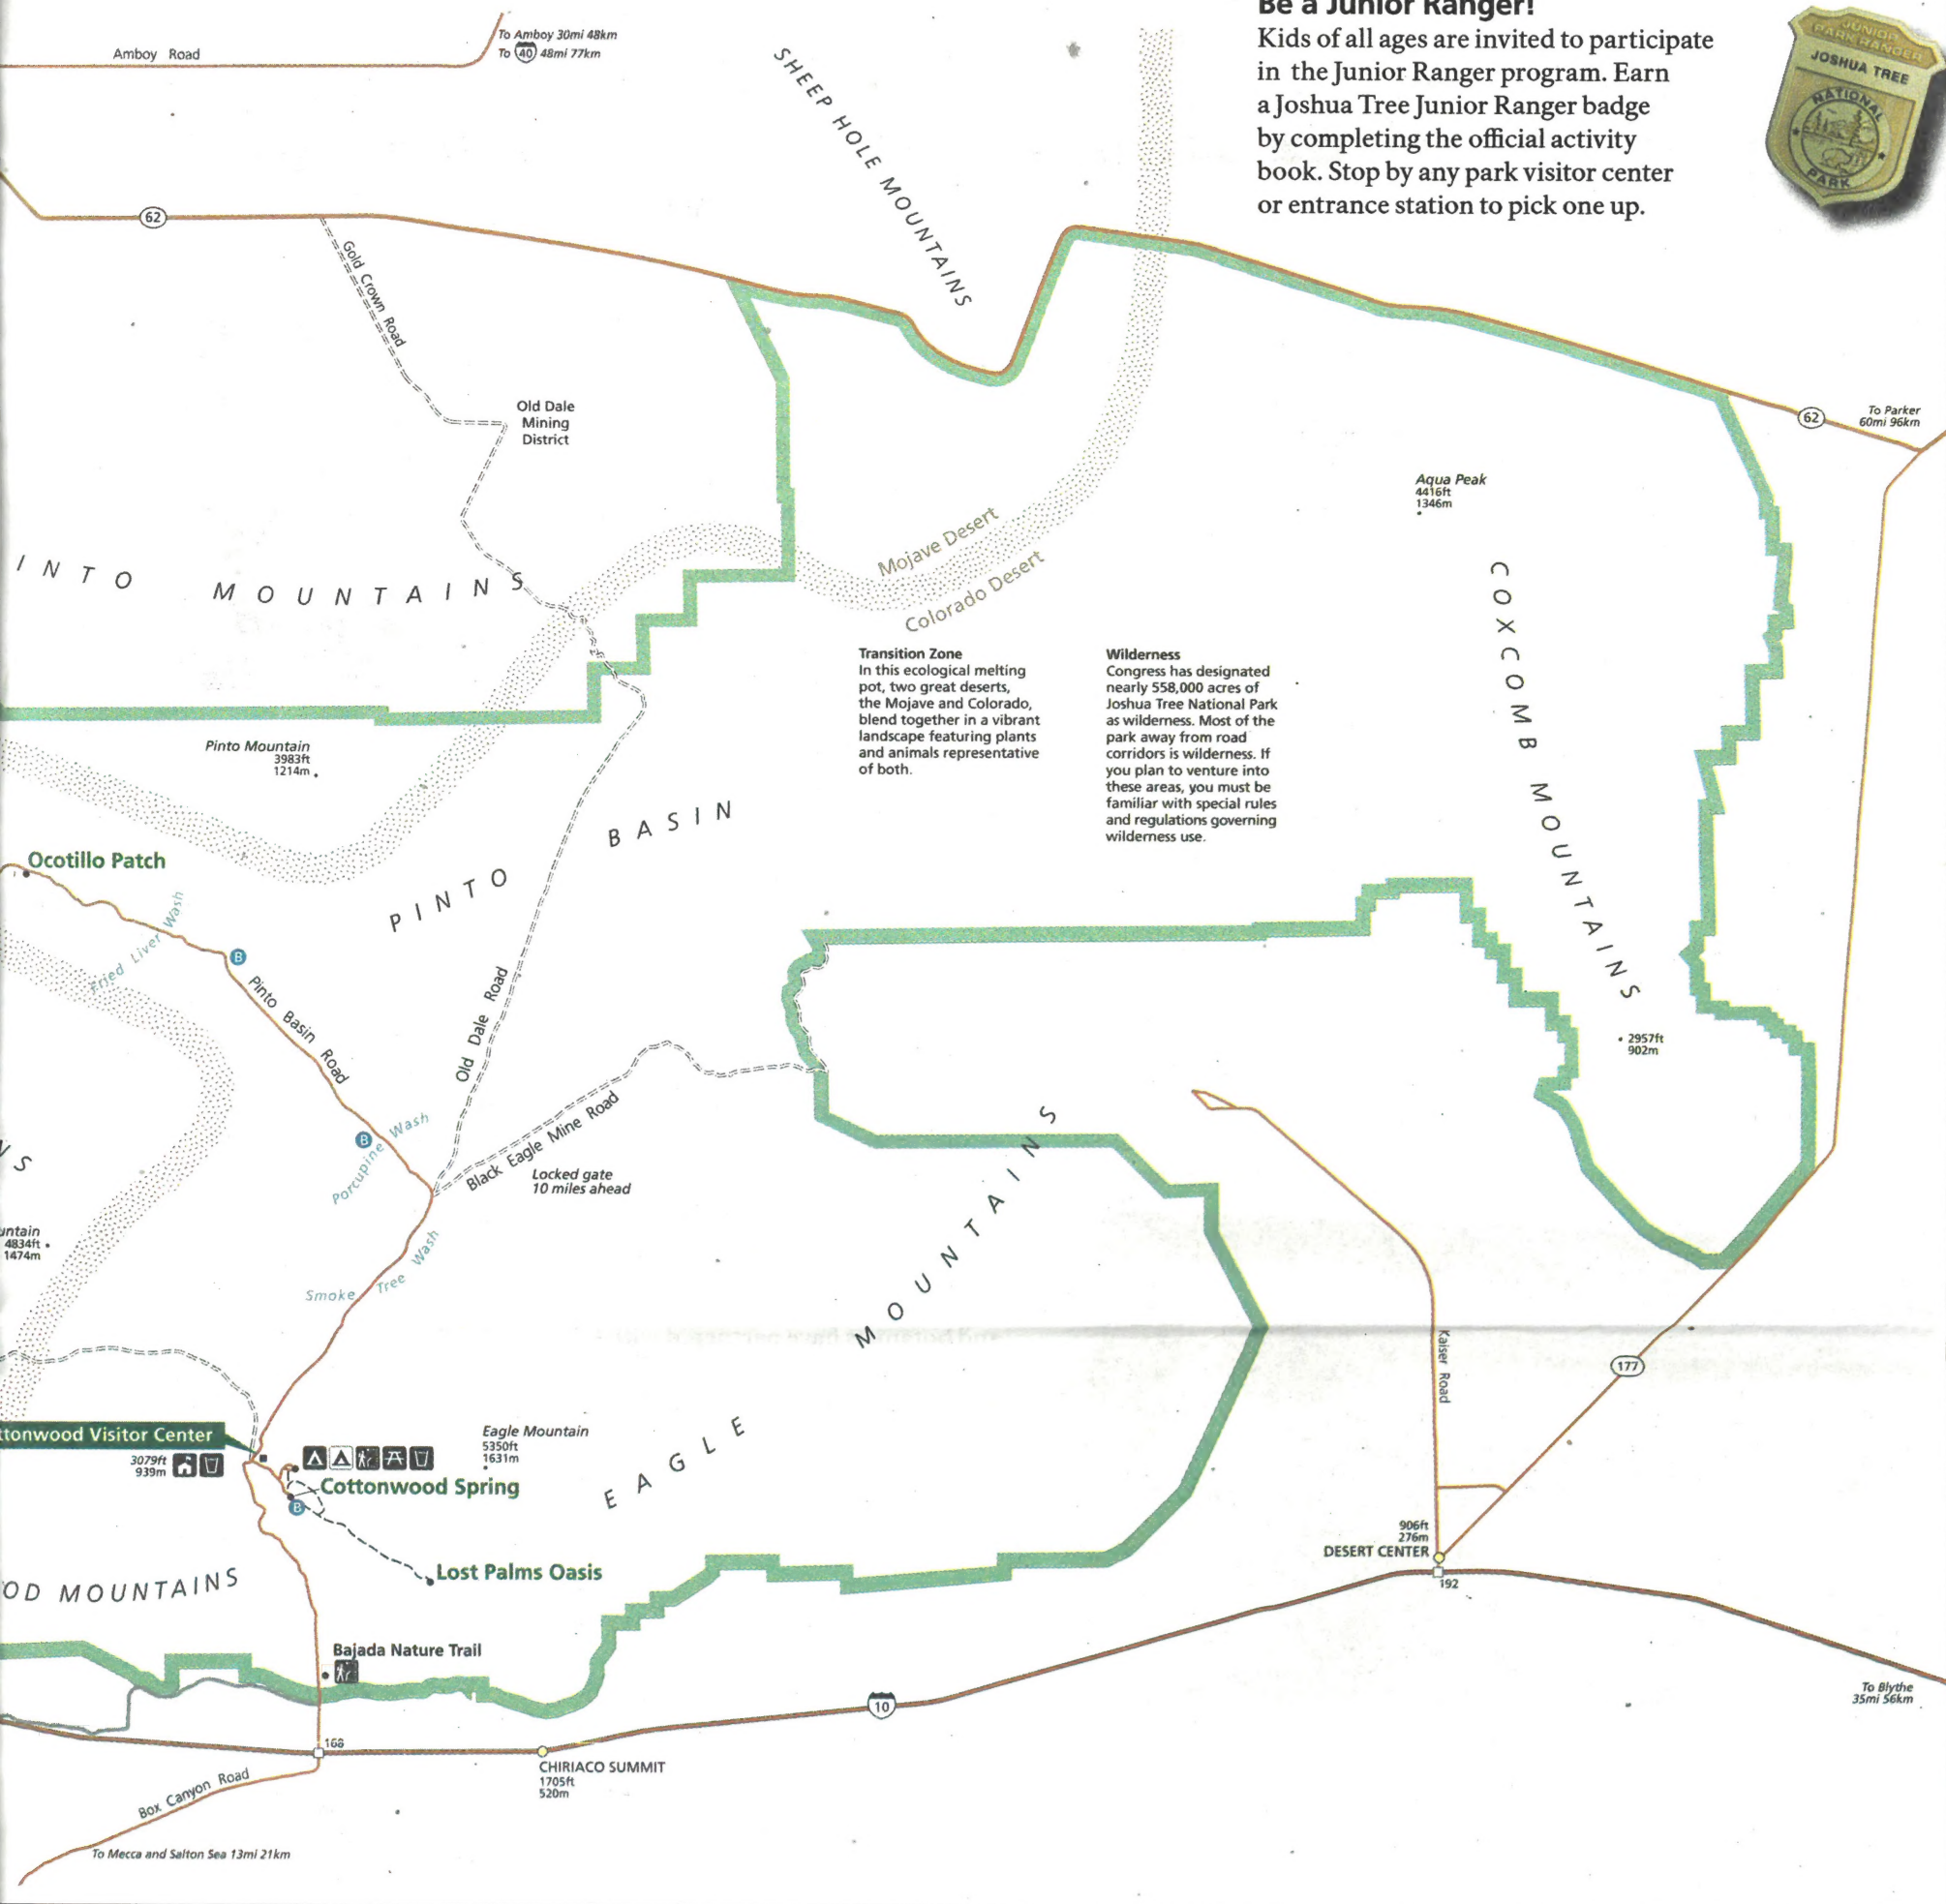 Be a Junior Ranger!
Kids of all ages are invited to participate
in the Junior Ranger program. Earn
a Joshua Tree Junior Ranger badge
by completing the official activity
book. Stop by any park visitor center
or entrance station to pick one up.
JUNIOR
PARK RANGER
JOSHUA TREE
NATIONAL
PARK
Amboy Road
To Amboy 30mi 48km
To 40 48mi 77km
SHEEP HOLE MOUNTAINS
62
Gold Crown Road
Old Dale
Mining
District
62
To Parker
60mi 96km
Aqua Peak
4416ft
1346m
Mojave Desert
Colorado Desert
INTO MOUNTAINS
COXCOMB MOUNTAINS
Transition Zone
In this ecological melting
pot, two great deserts,
the Mojave and Colorado,
blend together in a vibrant
landscape featuring plants
and animals representative
of both.
Wilderness
Congress has designated
nearly 558,000 acres of
Joshua Tree National Park
as wilderness. Most of the
park away from road
corridors is wilderness. If
you plan to venture into
these areas, you must be
familiar with special rules
and regulations governing
wilderness use.
Pinto Mountain
3983ft
1214m
PINTO BASIN
Ocotillo Patch
Fried Liver Wash
B
Pinto Basin Road
Old Dale Road
2957ft
902m
B
Porcupine Wash
Black Eagle Mine Road
Locked gate
10 miles ahead
NS
untain
4834ft
1474m
Smoke Tree Wash
EAGLE MOUNTAINS
Kaiser Road
177
ttonwood Visitor Center
3079ft
939m
Eagle Mountain
5350ft
1631m
Cottonwood Spring
B
Lost Palms Oasis
906ft
276m
DESERT CENTER
192
OD MOUNTAINS
Bajada Nature Trail
To Blythe
35mi 56km
10
168
CHIRIACO SUMMIT
1705ft
520m
Box Canyon Road
To Mecca and Salton Sea 13mi 21km